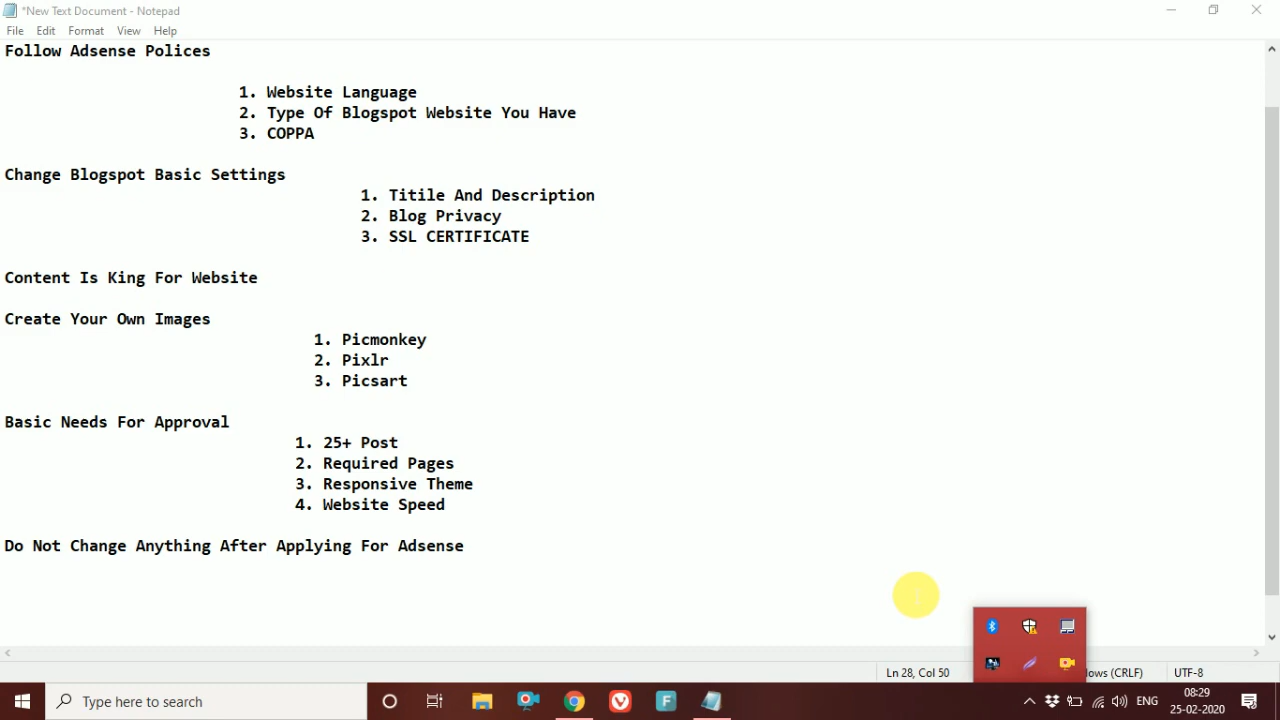 *New Text Document - Notepad
File Edit Format View Help
Follow Adsense Polices
1. Website Language
2. Type Of Blogspot Website You Have
3. COPPA
Change Blogspot Basic Settings
1. Titile And Description
2. Blog Privacy
3. SSL CERTIFICATE
Content Is King For Website
Create Your Own Images
1. Picmonkey
2. Pixlr
3. Picsart
Basic Needs For Approval
1. 25+ Post
2. Required Pages
3. Responsive Theme
4. Website Speed
Do Not Change Anything After Applying For Adsense
Ln 28, Col 50 dows (CRLF) UTF-8
Type here to search
F
ENG
08:29
25-02-2020